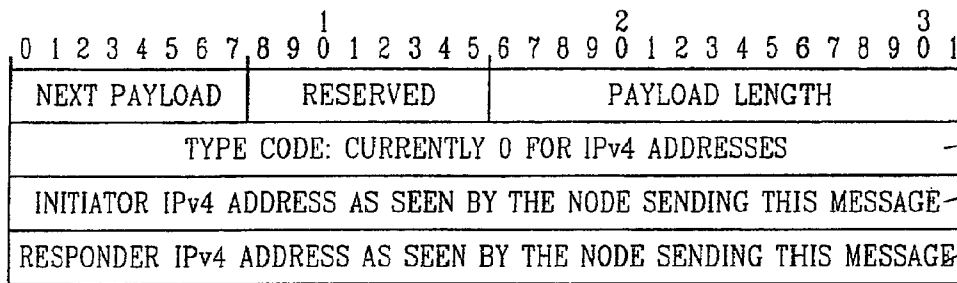 1 2 3
0 1 2 3 4 5 6 7 8 9 0 1 2 3 4 5 6 7 8 9 0 1 2 3 4 5 6 7 8 9 0 1
NEXT PAYLOAD RESERVED PAYLOAD LENGTH
TYPE CODE: CURRENTLY 0 FOR IPv4 ADDRESSES
INITIATOR IPv4 ADDRESS AS SEEN BY THE NODE SENDING THIS MESSAGE
RESPONDER IPv4 ADDRESS AS SEEN BY THE NODE SENDING THIS MESSAGE